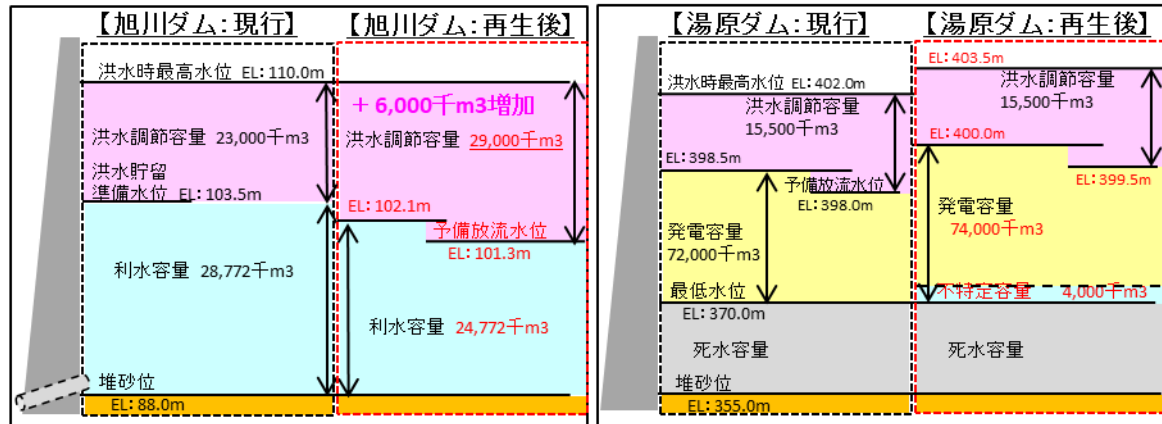 【旭川ダム:現行】
洪水時最高水位 EL:110.0m
洪水調節容量 23,000千m3
洪水貯留
準備水位 EL:103.5m
利水容量 28,772千m3
堆砂位
EL:88.0m
【旭川ダム:再生後】
+6,000千m3増加
洪水調節容量 29,000千m3
EL:102.1m
予備放流水位
EL:101.3m
利水容量 24,772千m3
【湯原ダム:現行】
洪水時最高水位 EL:402.0m
洪水調節容量
15,500千m3
EL:398.5m
予備放流水位
EL:398.0m
発電容量
72,000千m3
最低水位
EL:370.0m
死水容量
堆砂位
EL:355.0m
【湯原ダム:再生後】
EL:403.5m
洪水調節容量
15,500千m3
EL:400.0m
EL:399.5m
発電容量
74,000千m3
不特定容量 4,000千m3
死水容量